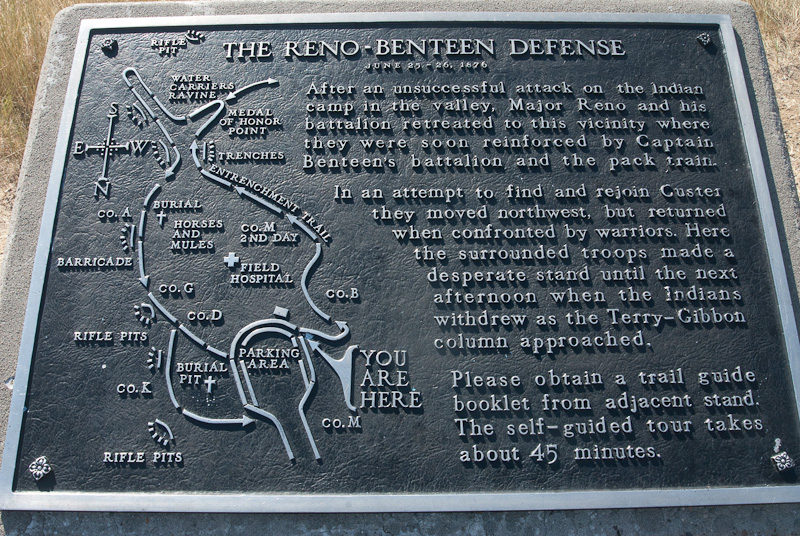 THE RENO-BENTEEN DEFENSE
JUNE 25-26, 1876
After an unsuccessful attack on the Indian
camp in the valley, Major Reno and his
battalion retreated to this vicinity where
they were soon reinforced by Captain
Benteen's battalion and the pack train.
In an attempt to find and rejoin Custer
they moved northwest, but returned
when confronted by warriors. Here
the surrounded troops made a
desperate stand until the next
afternoon when the Indians
withdrew as the Terry-Gibbon
column approached.
Please obtain a trail guide
booklet from adjacent stand.
The self-guided tour takes
about 45 minutes.
RIFLE PIT
WATER
CARRIERS
RAVINE
MEDAL
OF HONOR
POINT
S
E W
N
TRENCHES
ENTRENCHMENT TRAIL
CO. A
BURIAL
HORSES
AND
MULES
CO. M
2ND DAY
BARRICADE
FIELD
HOSPITAL
CO. G
CO. B
CO. D
RIFLE PITS
PARKING
AREA
YOU
ARE
HERE
BURIAL
PIT
CO. K
CO. M
RIFLE PITS